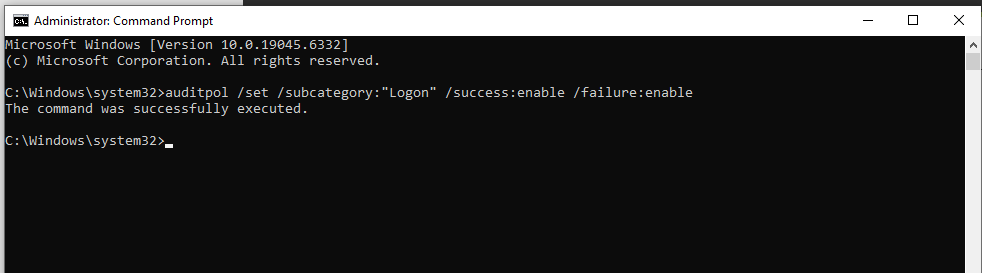 Administrator: Command Prompt
Microsoft Windows [Version 10.0.19045.6332]
(c) Microsoft Corporation. All rights reserved.
C:\Windows\system32>auditpol /set /subcategory:"Logon" /success:enable /failure:enable
The command was successfully executed.
C:\Windows\system32>